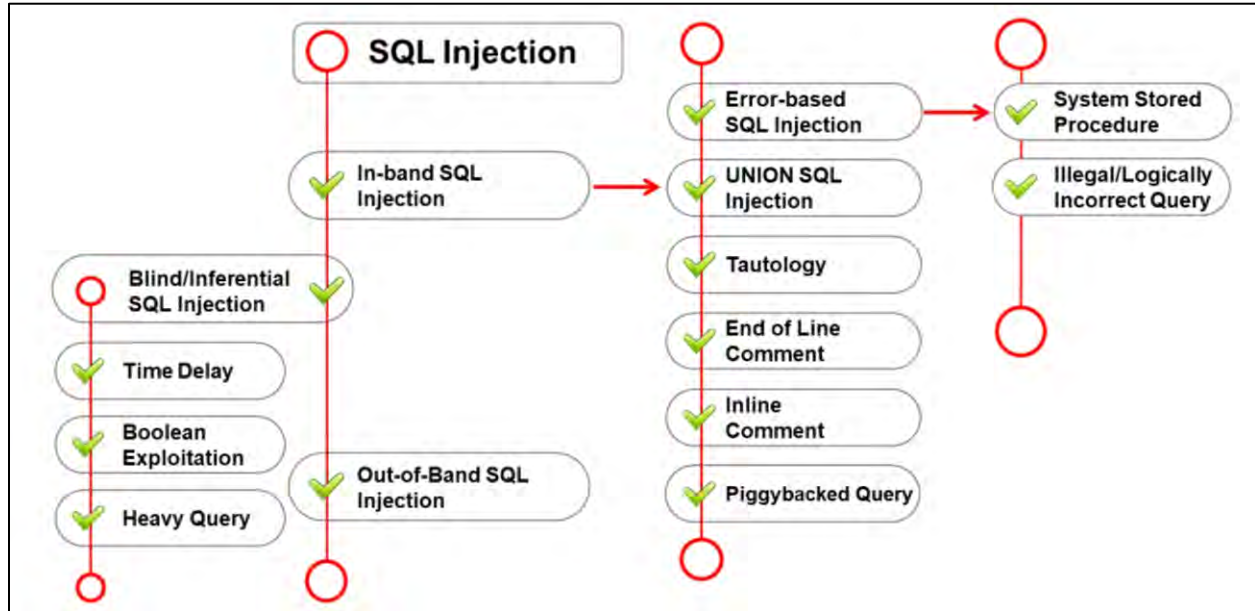 SQL Injection
In-band SQL
Injection
Blind/Inferential
SQL Injection
Time Delay
Boolean
Exploitation
Heavy Query
Out-of-Band SQL
Injection
Error-based
SQL Injection
UNION SQL
Injection
Tautology
End of Line
Comment
Inline
Comment
Piggybacked Query
System Stored
Procedure
Illegal/Logically
Incorrect Query